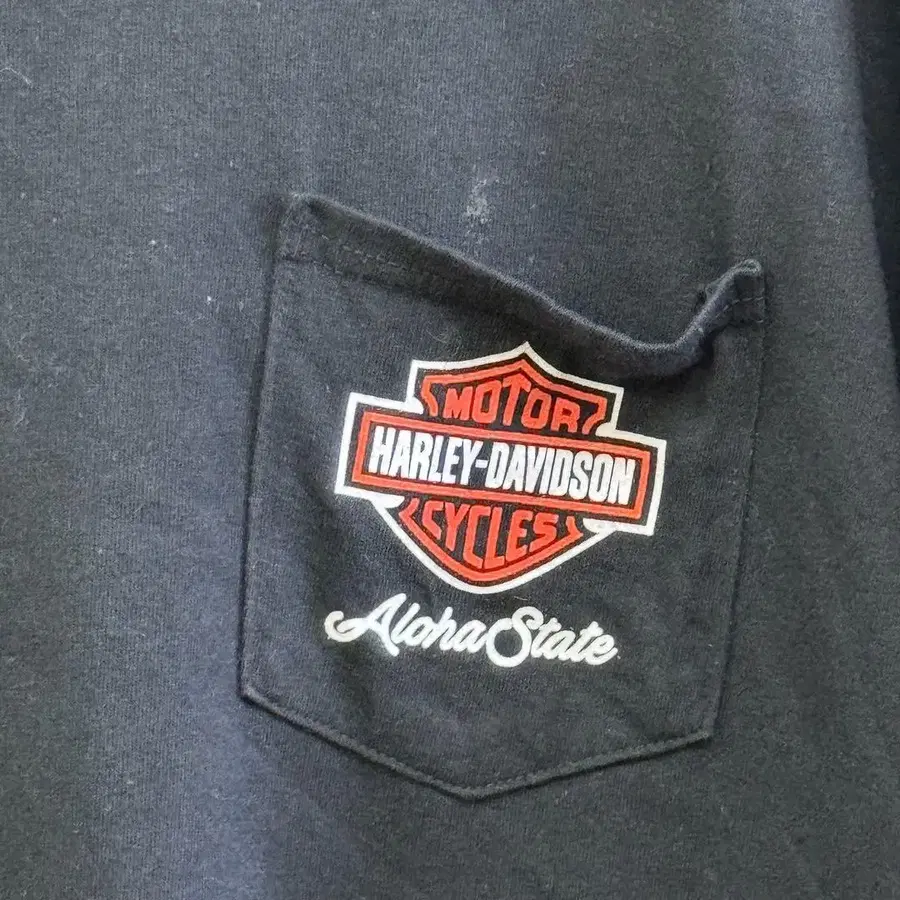 MOTOR
HARLEY-DAVIDSON
CYCLES
Aloha State